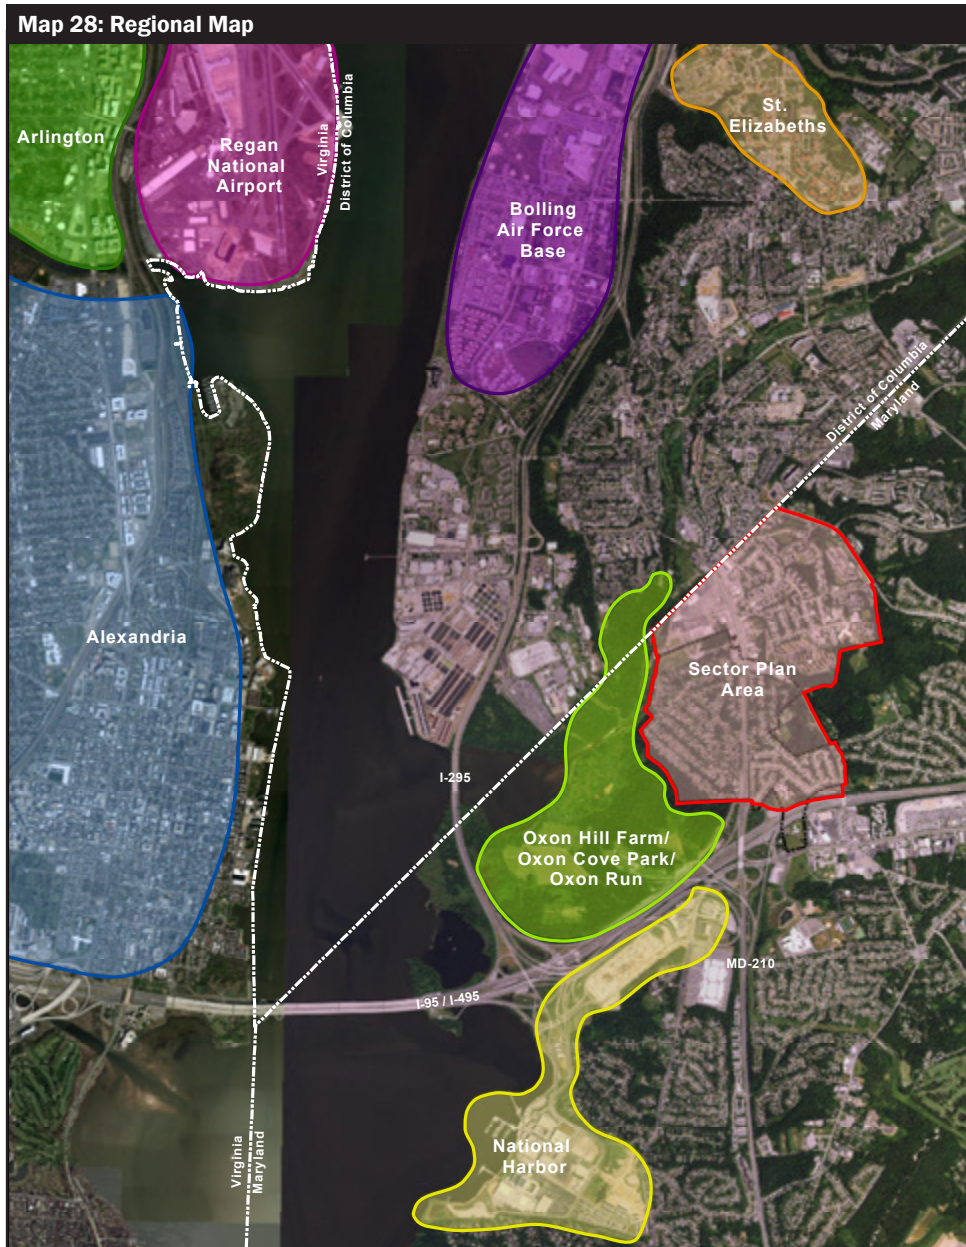 Map 28: Regional Map
Arlington
Regan
National
Airport
Virginia
District of Columbia
St.
Elizabeths
Bolling
Air Force
Base
District of Columbia
Maryland
Alexandria
Sector Plan
Area
I-295
Oxon Hill Farm/
Oxon Cove Park/
Oxon Run
MD-210
I-95 / I-495
National
Harbor
Virginia
Maryland